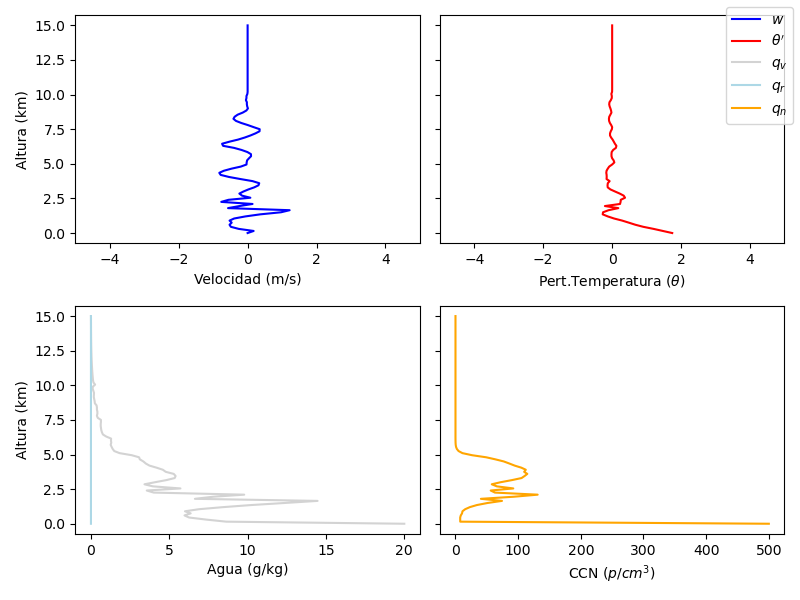 15.0
12.5
10.0
7.5
5.0
2.5
0.0
Altura (km)
−4 −2 0 2 4
Velocidad (m/s)
−4 −2 0 2 4
Pert.Temperatura (θ)
w
θ′
q_v
q_r
q_n
15.0
12.5
10.0
7.5
5.0
2.5
0.0
Altura (km)
0 5 10 15 20
Agua (g/kg)
0 100 200 300 400 500
CCN (p/cm³)